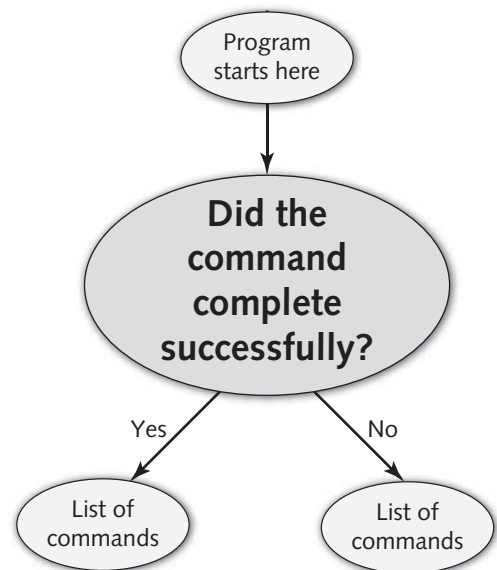 Program
starts here
Did the
command
complete
successfully?
Yes
No
List of
commands
List of
commands